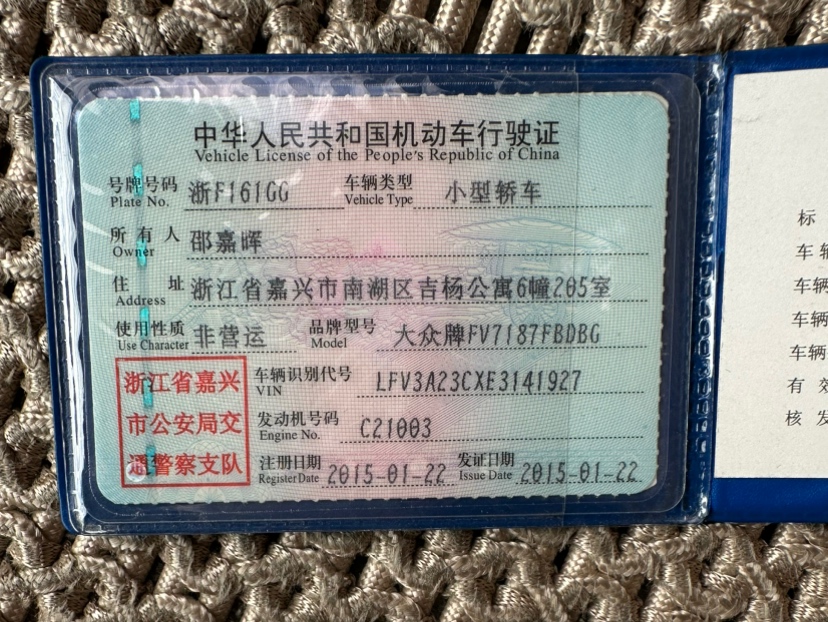 中华人民共和国机动车行驶证
Vehicle License of the People's Republic of China
号牌号码 浙F161GG 车辆类型 小型轿车
Plate No. Vehicle Type
所有人 邵嘉晖
Owner
住址 浙江省嘉兴市南湖区吉杨公寓6幢205室
Address
使用性质 非营运 品牌型号 大众牌FV7187FBDBG
Use Character Model
浙江省嘉兴
市公安局交
通警察支队
车辆识别代号 LFV3A23CXE3141927
VIN
发动机号码 C21003
Engine No.
注册日期 2015-01-22 发证日期 2015-01-22
Register Date Issue Date
标
车辆
车辆
车辆
车辆
有效
核发